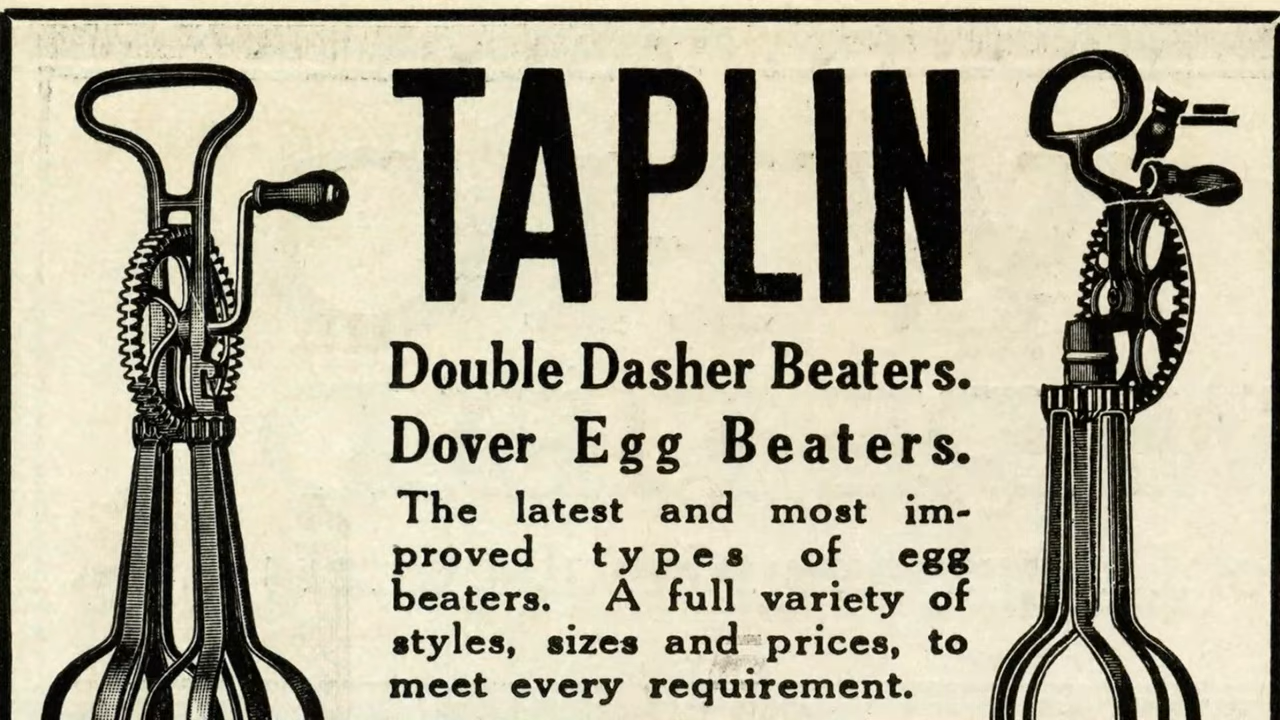 TAPLIN
Double Dasher Beaters.
Dover Egg Beaters.
The latest and most im-
proved types of egg
beaters. A full variety of
styles, sizes and prices, to
meet every requirement.